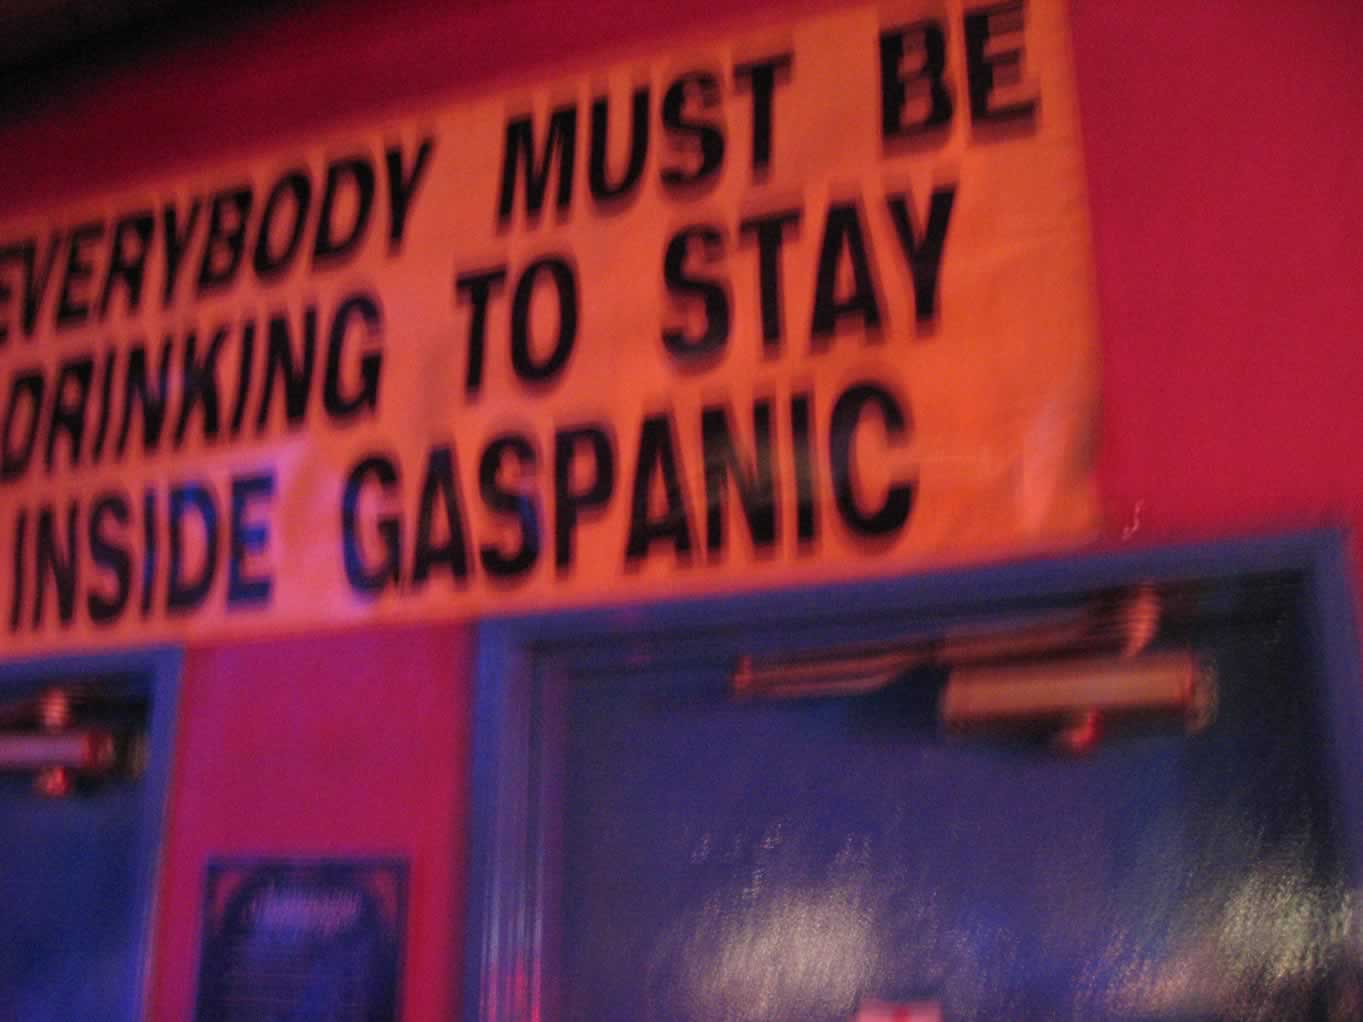 EVERYBODY MUST BE
DRINKING TO STAY
INSIDE GASPANIC